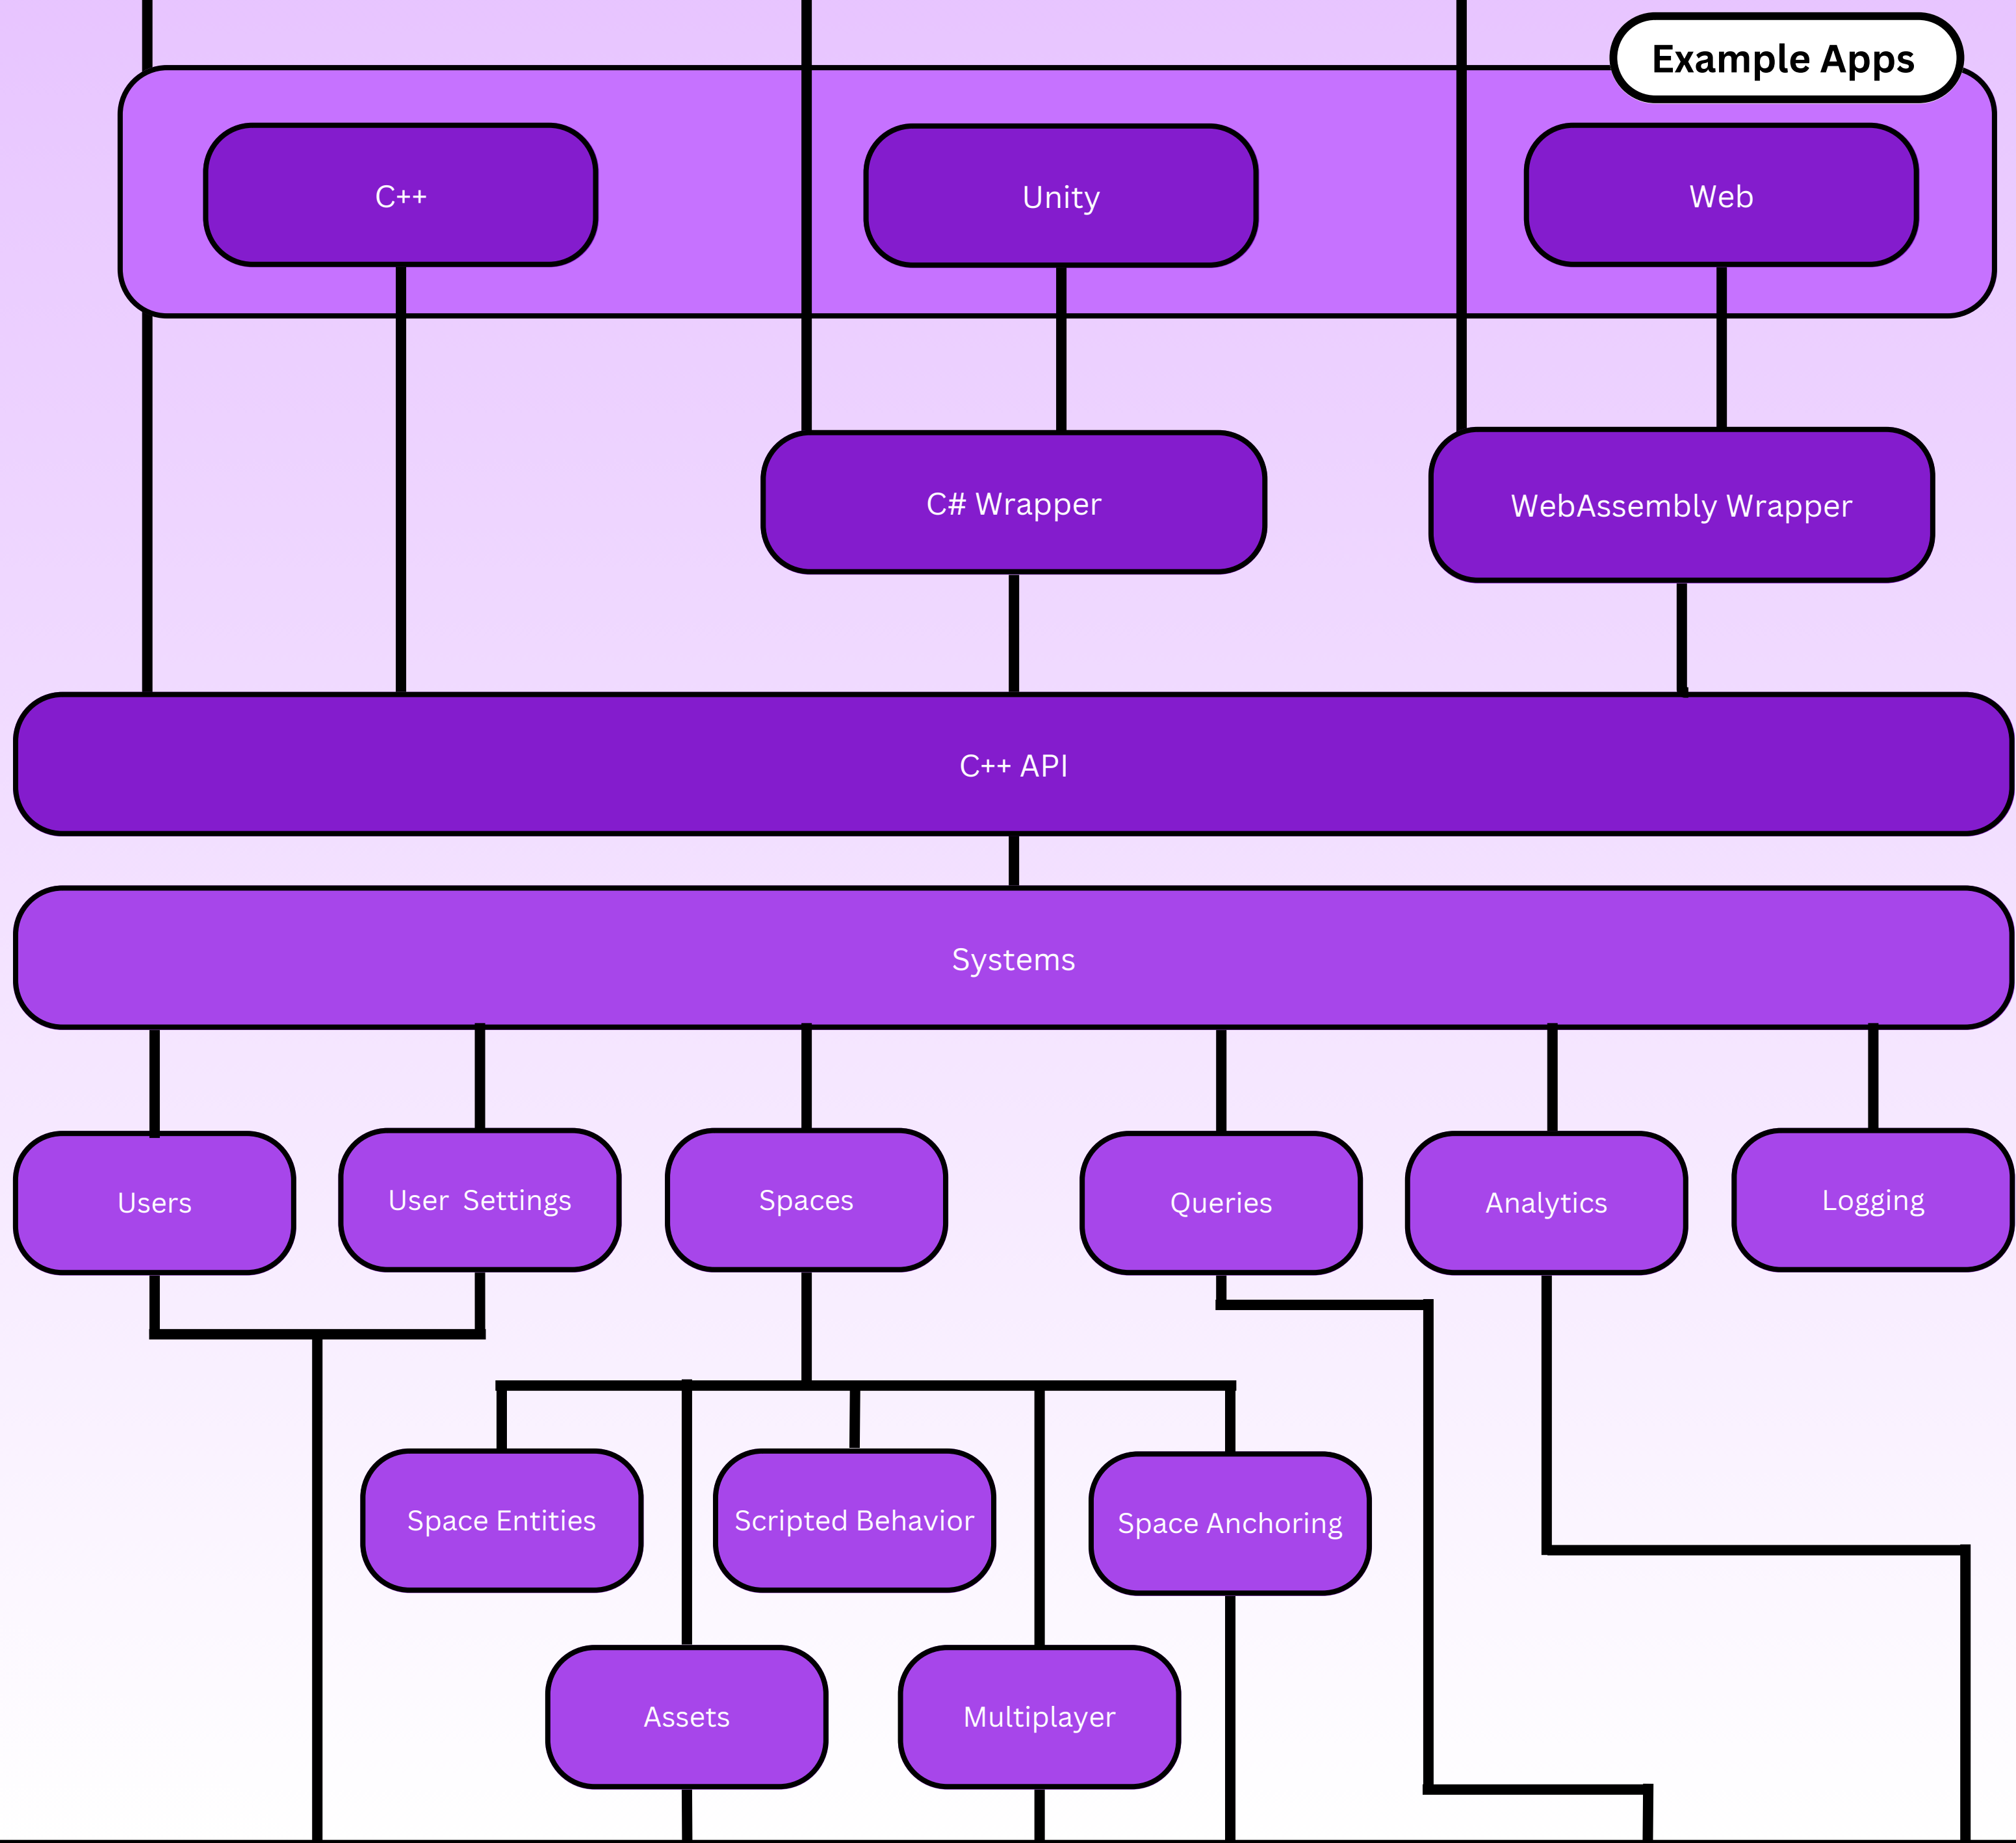 Example Apps
C++
Unity
Web
C# Wrapper
WebAssembly Wrapper
C++ API
Systems
Users
User  Settings
Spaces
Queries
Analytics
Logging
Space Entities
Scripted Behavior
Space Anchoring
Assets
Multiplayer